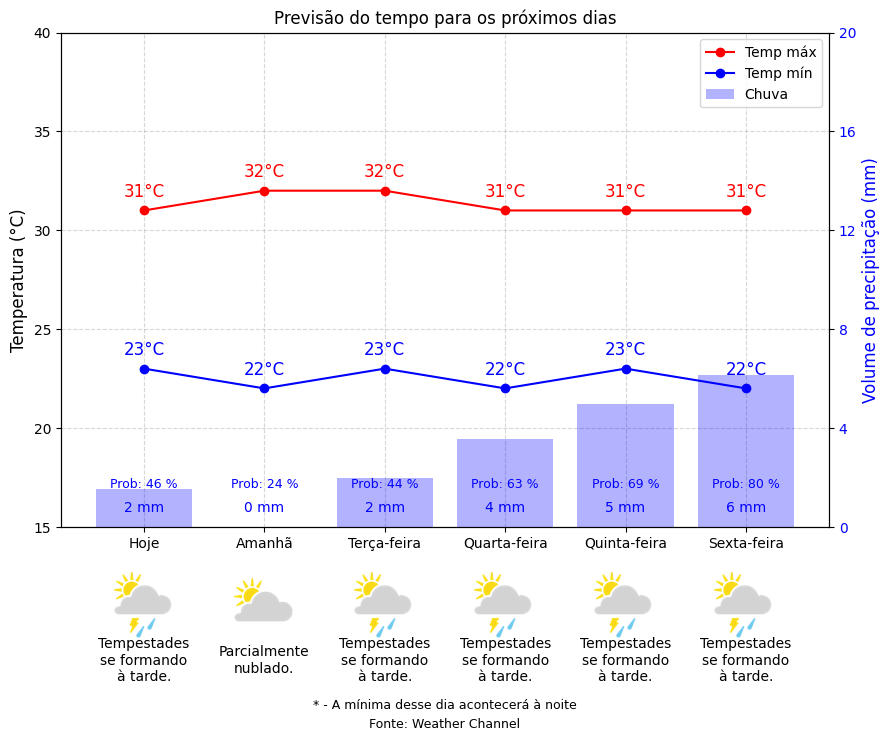 Previsão do tempo para os próximos dias
40
35
30
25
20
15
Temperatura (°C)
20
16
12
8
4
0
Volume de precipitação (mm)
Temp máx
Temp mín
Chuva
31°C
32°C
32°C
31°C
31°C
31°C
23°C
22°C
23°C
22°C
23°C
22°C
Prob: 46 %
Prob: 24 %
Prob: 44 %
Prob: 63 %
Prob: 69 %
Prob: 80 %
2 mm
0 mm
2 mm
4 mm
5 mm
6 mm
Hoje
Amanhã
Terça-feira
Quarta-feira
Quinta-feira
Sexta-feira
Tempestades
se formando
à tarde.
Parcialmente
nublado.
Tempestades
se formando
à tarde.
Tempestades
se formando
à tarde.
Tempestades
se formando
à tarde.
Tempestades
se formando
à tarde.
* - A mínima desse dia acontecerá à noite
Fonte: Weather Channel